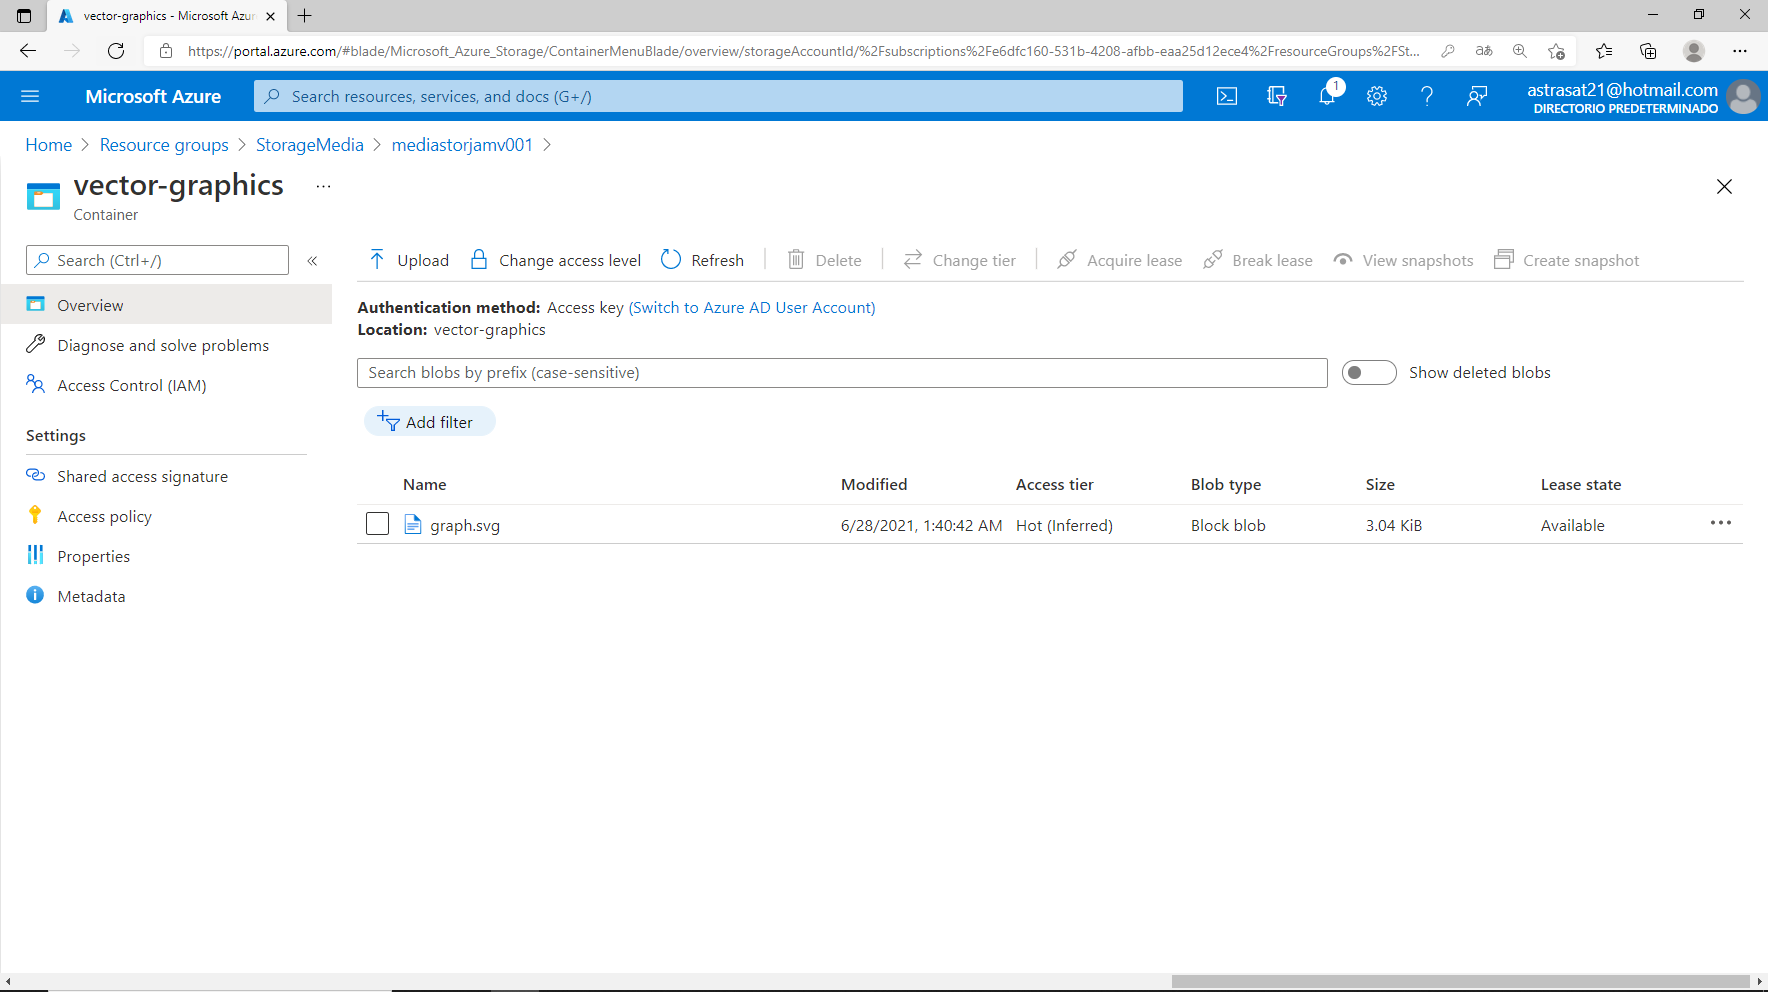 vector-graphics - Microsoft Azur
https://portal.azure.com/#blade/Microsoft_Azure_Storage/ContainerMenuBlade/overview/storageAccountId/%2Fsubscriptions%2Fe6dfc160-531b-4208-afbb-eaa25d12ece4%2FresourceGroups%2FSt...
aあ
Microsoft Azure
Search resources, services, and docs (G+/)
1
astrasat21@hotmail.com
DIRECTORIO PREDETERMINADO
Home > Resource groups > StorageMedia > mediastorjamv001 >
vector-graphics ...
Container
Search (Ctrl+/)
«
Overview
Diagnose and solve problems
Access Control (IAM)
Settings
Shared access signature
Access policy
Properties
Metadata
Upload Change access level Refresh Delete Change tier Acquire lease Break lease View snapshots Create snapshot
Authentication method: Access key (Switch to Azure AD User Account)
Location: vector-graphics
Search blobs by prefix (case-sensitive)
Show deleted blobs
Add filter
Name Modified Access tier Blob type Size Lease state
graph.svg 6/28/2021, 1:40:42 AM Hot (Inferred) Block blob 3.04 KiB Available ...